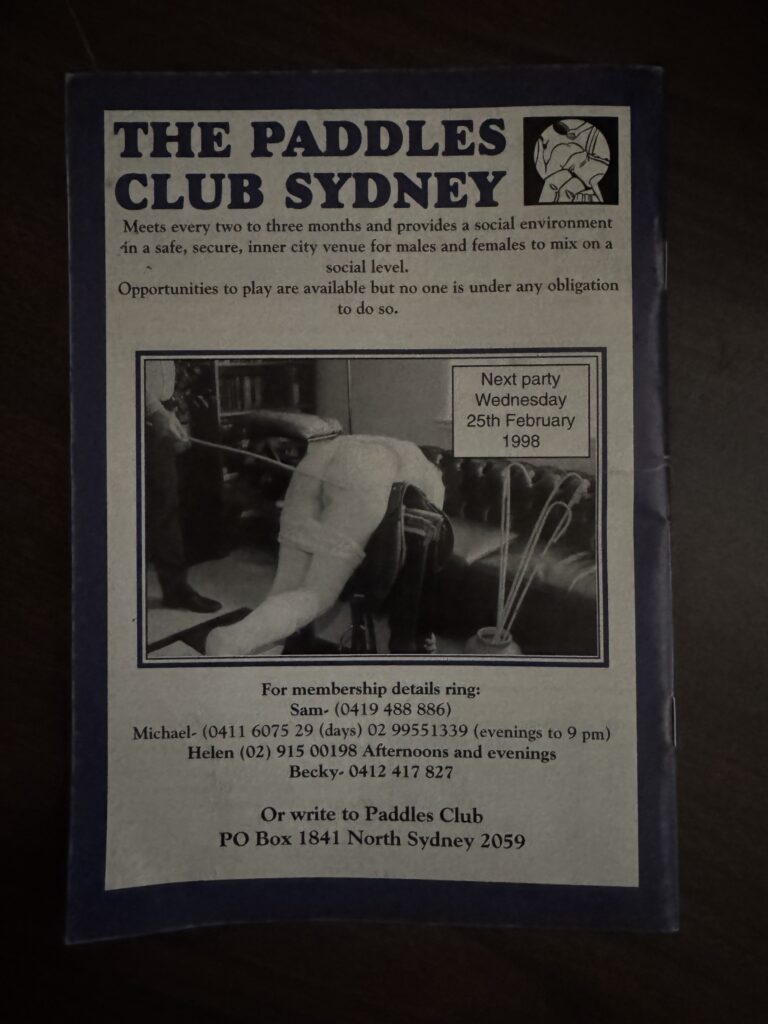 THE PADDLES
CLUB SYDNEY
Meets every two to three months and provides a social environment
in a safe, secure, inner city venue for males and females to mix on a
social level.
Opportunities to play are available but no one is under any obligation
to do so.
Next party
Wednesday
25th February
1998
For membership details ring:
Sam- (0419 488 886)
Michael- (0411 6075 29 (days) 02 99551339 (evenings to 9 pm)
Helen (02) 915 00198 Afternoons and evenings
Becky- 0412 417 827
Or write to Paddles Club
PO Box 1841 North Sydney 2059